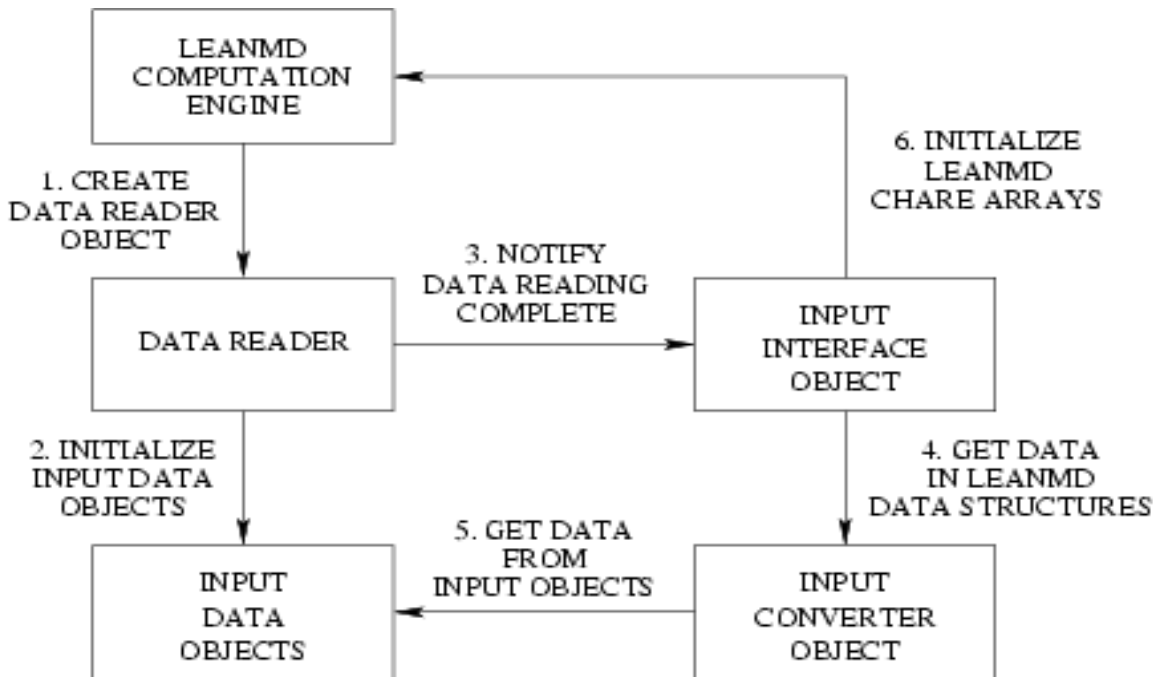 LEANMD
COMPUTATION
ENGINE
1. CREATE
DATA READER
OBJECT
6. INITIALIZE
LEANMD
CHARE ARRAYS
3. NOTIFY
DATA READING
COMPLETE
DATA READER
INPUT
INTERFACE
OBJECT
2. INITIALIZE
INPUT DATA
OBJECTS
4. GET DATA
IN LEANMD
DATA STRUCTURES
5. GET DATA
FROM
INPUT OBJECTS
INPUT
DATA
OBJECTS
INPUT
CONVERTER
OBJECT